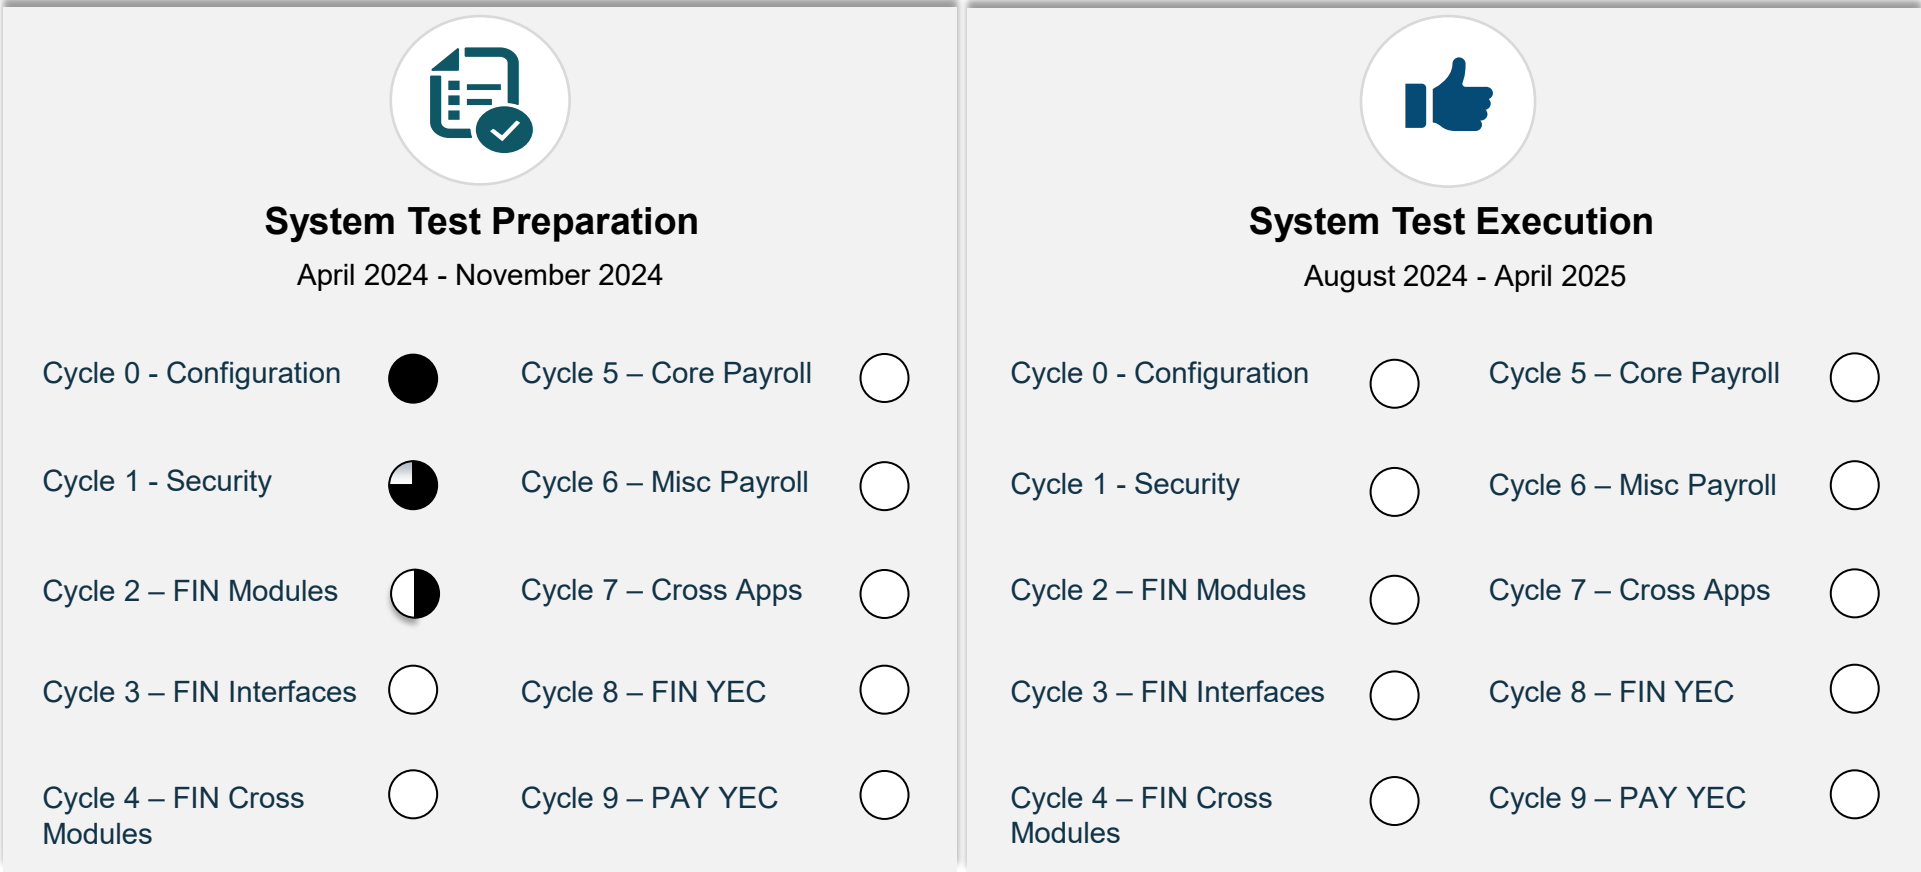 System Test Preparation
April 2024 - November 2024
Cycle 0 - Configuration
Cycle 1 - Security
Cycle 2 – FIN Modules
Cycle 3 – FIN Interfaces
Cycle 4 – FIN Cross
Modules
Cycle 5 – Core Payroll
Cycle 6 – Misc Payroll
Cycle 7 – Cross Apps
Cycle 8 – FIN YEC
Cycle 9 – PAY YEC
System Test Execution
August 2024 - April 2025
Cycle 0 - Configuration
Cycle 1 - Security
Cycle 2 – FIN Modules
Cycle 3 – FIN Interfaces
Cycle 4 – FIN Cross
Modules
Cycle 5 – Core Payroll
Cycle 6 – Misc Payroll
Cycle 7 – Cross Apps
Cycle 8 – FIN YEC
Cycle 9 – PAY YEC